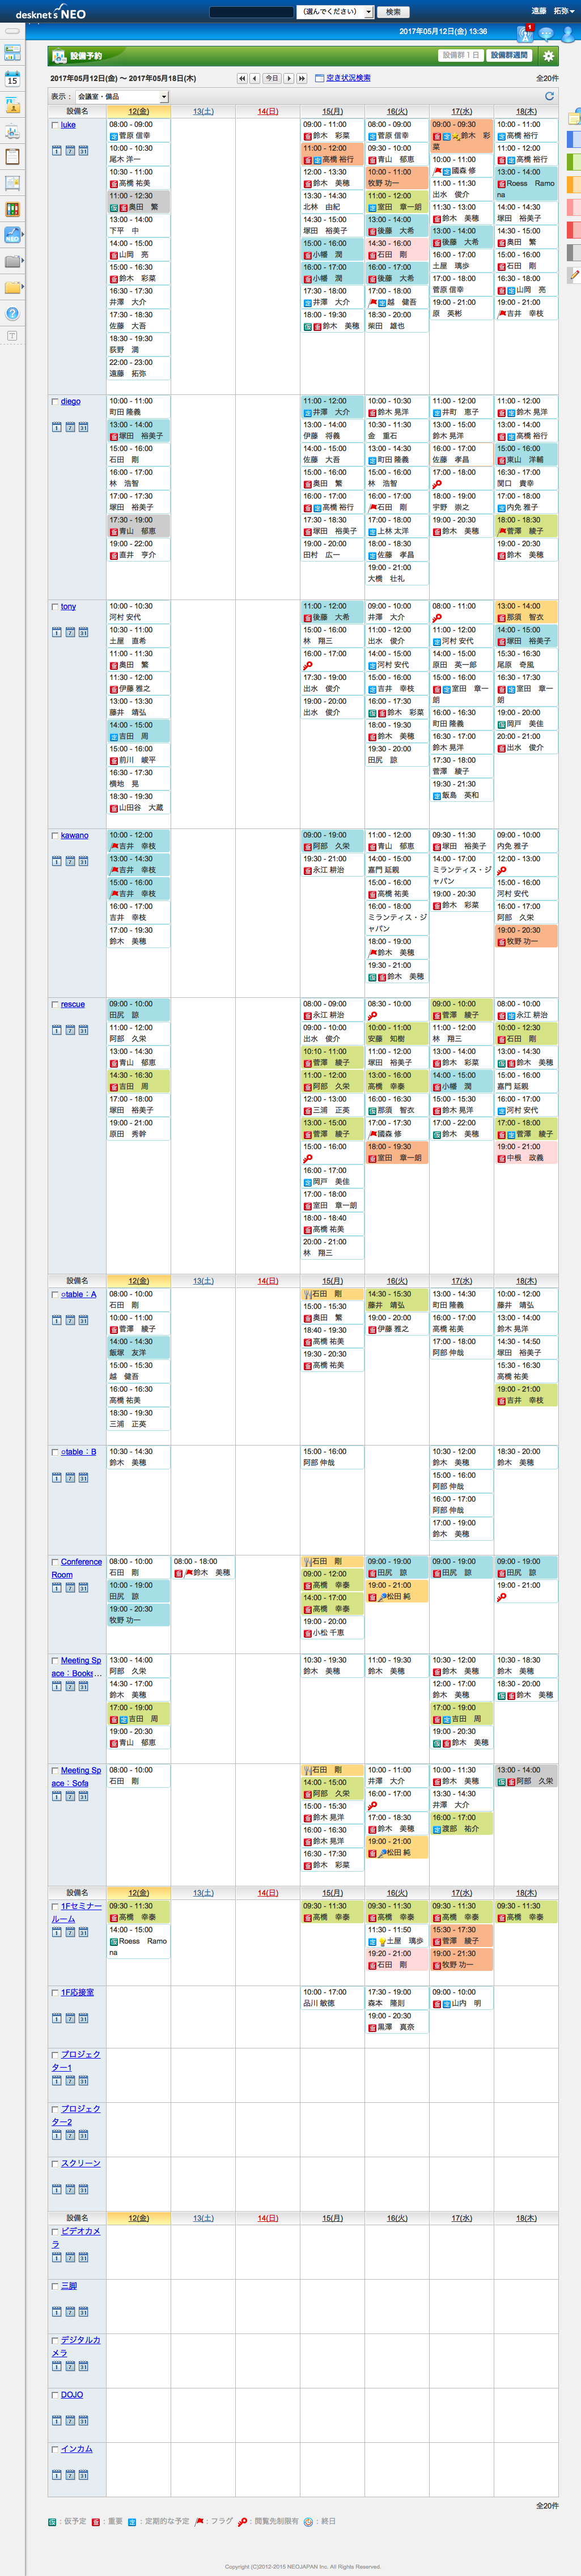 desknet's NEO
（選んでください）
検索
遠藤　拓弥
2017年05月12日(金) 13:36
1
設備予約
設備群１日
設備群週間
2017年05月12日(金) ～ 2017年05月18日(木)
今日
空き状況検索
全20件
表示：
会議室・備品
設備名 12(金) 13(土) 14(日) 15(月) 16(火) 17(水) 18(木)
luke
08:00 - 09:00
菅原 信幸
10:00 - 10:30
尾木 洋一
10:30 - 11:00
高橋 祐美
11:00 - 12:30
奥田　繁
13:00 - 14:00
下平　中
14:00 - 15:00
山岡　亮
15:00 - 16:30
鈴木　彩菜
16:30 - 17:30
井澤　大介
17:30 - 18:30
佐藤　大吾
18:30 - 19:30
荻野　満
22:00 - 23:00
遠藤　拓弥
09:00 - 11:00
鈴木　彩菜
11:00 - 12:00
高橋 裕行
12:00 - 13:30
鈴木　美穂
13:30 - 14:30
北林　由紀
14:30 - 15:00
塚田　裕美子
15:00 - 16:00
小幡　潤
16:00 - 17:00
小幡　潤
17:30 - 18:00
井澤　大介
18:00 - 19:30
鈴木　美穂
08:00 - 09:00
菅原 信幸
09:30 - 10:00
青山　郁恵
10:00 - 11:00
牧野 功一
11:00 - 12:00
室田　章一朗
13:00 - 14:00
後藤　大希
14:30 - 16:00
石田　剛
16:00 - 17:00
後藤　大希
17:00 - 18:00
越　健吾
18:30 - 20:00
柴田　雄也
09:00 - 09:30
鈴木　彩菜
10:00 - 11:00
國森 修
11:00 - 11:30
出水　俊介
11:30 - 13:00
鈴木　美穂
13:00 - 14:00
後藤　大希
16:00 - 17:00
土屋　璃歩
17:00 - 18:00
菅原 信幸
19:00 - 21:00
原　英彬
10:00 - 11:00
高橋 裕行
11:00 - 12:00
高橋 裕行
13:00 - 14:00
Roess　Ramona
14:00 - 14:30
塚田　裕美子
14:30 - 15:00
奥田　繁
15:00 - 16:00
石田　剛
16:30 - 18:00
山岡　亮
19:00 - 21:00
吉井　幸枝
diego
10:00 - 11:00
町田 隆義
13:00 - 14:00
塚田　裕美子
15:00 - 16:00
石田　剛
16:00 - 17:00
林　浩智
17:00 - 17:30
塚田　裕美子
17:30 - 19:00
青山　郁恵
19:00 - 22:00
直井　亨介
11:00 - 12:00
井澤　大介
13:00 - 14:00
伊藤　将義
14:00 - 15:00
佐藤　大吾
15:00 - 16:00
奥田　繁
16:00 - 17:00
高橋 裕行
17:30 - 18:30
塚田　裕美子
19:00 - 20:00
田村　広一
10:00 - 10:30
鈴木 晃洋
10:30 - 11:30
金　重石
13:00 - 14:30
町田 隆義
15:00 - 16:00
林　浩智
16:00 - 17:00
石田　剛
17:00 - 18:00
上林 太洋
18:00 - 18:30
佐藤　孝昌
19:00 - 21:00
大橋　壮礼
11:00 - 12:00
井町　恵子
13:00 - 15:00
鈴木 晃洋
16:00 - 17:00
佐藤　孝昌
17:00 - 18:00
18:00 - 19:00
宇野　崇之
19:00 - 20:30
鈴木　美穂
11:00 - 11:30
鈴木 晃洋
13:00 - 14:00
高橋 裕行
15:00 - 16:00
東山　洋輔
16:30 - 17:00
関口　貴幸
17:00 - 18:00
内免 雅子
18:00 - 18:30
菅澤　綾子
19:00 - 20:30
鈴木　美穂
tony
10:00 - 10:30
河村 安代
10:30 - 11:00
土屋　直希
11:00 - 11:30
奥田　繁
11:30 - 12:00
伊藤 雅之
13:00 - 13:30
藤井　靖弘
14:00 - 15:00
吉田　周
15:00 - 16:00
前川　峻平
16:30 - 17:30
横地　晃
18:30 - 19:30
山田谷　大蔵
11:00 - 12:00
後藤　大希
15:00 - 16:00
林　翔三
16:00 - 17:00
17:30 - 19:00
出水　俊介
19:00 - 20:00
出水　俊介
09:00 - 10:00
井澤　大介
11:00 - 12:00
出水　俊介
14:00 - 15:00
河村 安代
15:00 - 16:00
吉井　幸枝
16:00 - 17:30
鈴木　彩菜
18:00 - 19:30
鈴木　美穂
19:30 - 20:00
田尻　諒
08:00 - 11:00
11:00 - 12:00
河村 安代
14:00 - 15:00
原田　英一郎
15:00 - 16:00
室田　章一朗
16:00 - 16:30
町田 隆義
16:30 - 17:00
鈴木 晃洋
17:30 - 18:00
菅澤　綾子
19:30 - 21:30
飯島　英和
13:00 - 14:00
那須　智衣
14:00 - 15:00
塚田　裕美子
15:30 - 16:30
尾原　奇風
16:30 - 17:30
室田　章一朗
19:00 - 20:00
岡戸　美佳
20:00 - 21:00
出水　俊介
kawano
10:00 - 12:00
吉井　幸枝
13:00 - 14:30
吉井　幸枝
15:00 - 16:00
吉井　幸枝
16:00 - 17:00
吉井　幸枝
17:00 - 19:30
鈴木　美穂
09:00 - 19:00
阿部　久栄
19:30 - 21:00
永江 耕治
11:00 - 12:00
青山　郁恵
14:00 - 15:00
嘉門 延親
15:00 - 16:00
高橋 祐美
16:00 - 18:00
ミランティス・ジャパン
18:00 - 19:00
鈴木　美穂
19:30 - 21:00
鈴木　美穂
09:30 - 11:30
塚田　裕美子
14:00 - 17:00
ミランティス・ジャパン
19:00 - 20:30
鈴木　彩菜
09:00 - 10:00
内免 雅子
12:00 - 13:00
15:00 - 16:00
河村 安代
16:00 - 17:00
阿部　久栄
19:00 - 20:30
牧野 功一
rescue
09:00 - 10:00
田尻　諒
11:00 - 12:00
阿部　久栄
13:00 - 14:30
青山　郁恵
14:30 - 16:30
吉田　周
17:00 - 18:00
塚田　裕美子
19:00 - 21:00
原田　秀幹
08:00 - 09:00
永江 耕治
09:00 - 10:00
出水　俊介
10:10 - 11:00
菅澤　綾子
11:00 - 12:00
阿部　久栄
12:00 - 13:00
三浦　正英
13:00 - 15:00
菅澤　綾子
15:00 - 16:00
16:00 - 17:00
岡戸　美佳
17:00 - 18:00
室田　章一朗
18:00 - 18:40
高橋 祐美
20:00 - 21:00
林　翔三
08:30 - 10:00
10:00 - 11:00
安藤　知樹
11:00 - 12:00
塚田　裕美子
13:00 - 16:00
高橋　幸泰
16:00 - 16:30
那須　智衣
17:00 - 17:30
國森 修
18:00 - 19:30
室田　章一朗
09:00 - 10:00
菅澤　綾子
11:00 - 12:00
林　翔三
13:00 - 14:00
鈴木　彩菜
14:00 - 15:00
小幡　潤
15:00 - 15:30
鈴木 晃洋
17:00 - 22:00
鈴木　美穂
08:00 - 10:00
永江 耕治
10:00 - 12:30
石田　剛
13:00 - 14:30
鈴木　美穂
15:00 - 16:00
嘉門 延親
16:00 - 17:00
河村 安代
17:00 - 18:00
菅澤　綾子
19:00 - 21:00
中根　政義
設備名 12(金) 13(土) 14(日) 15(月) 16(火) 17(水) 18(木)
○table：A
08:00 - 10:00
石田　剛
10:00 - 11:00
菅澤　綾子
14:00 - 14:30
飯塚　友洋
15:00 - 15:30
越　健吾
16:00 - 16:30
高橋 祐美
18:30 - 19:30
三浦　正英
石田　剛
15:00 - 15:30
奥田　繁
18:40 - 19:30
高橋 祐美
19:30 - 20:30
高橋 祐美
14:30 - 15:30
藤井　靖弘
19:00 - 20:00
伊藤 雅之
13:00 - 14:30
町田 隆義
16:00 - 17:00
高橋 祐美
17:00 - 18:00
阿部 伸哉
10:00 - 12:00
藤井　靖弘
13:00 - 14:00
鈴木 晃洋
14:30 - 14:50
塚田　裕美子
15:30 - 16:30
高橋 祐美
19:00 - 21:00
吉井　幸枝
○table：B
10:30 - 14:30
鈴木　美穂
15:00 - 16:00
阿部 伸哉
10:30 - 12:00
鈴木　美穂
15:00 - 16:00
阿部 伸哉
16:00 - 17:00
阿部 伸哉
17:00 - 19:00
鈴木　美穂
18:30 - 20:00
鈴木　美穂
Conference Room
08:00 - 10:00
石田　剛
10:00 - 19:00
田尻　諒
19:00 - 20:30
牧野 功一
08:00 - 18:00
鈴木　美穂
石田　剛
09:00 - 12:00
高橋　幸泰
14:00 - 17:00
高橋　幸泰
19:00 - 20:00
小松 千恵
09:00 - 19:00
田尻　諒
19:00 - 21:00
松田 純
09:00 - 19:00
田尻　諒
09:00 - 19:00
田尻　諒
19:00 - 21:00
Meeting Space：Books…
13:00 - 14:00
阿部　久栄
14:30 - 17:00
鈴木　美穂
17:00 - 19:00
吉田　周
19:00 - 20:30
青山　郁恵
10:30 - 19:30
鈴木　美穂
11:00 - 19:30
鈴木　美穂
10:30 - 12:00
鈴木　美穂
12:00 - 17:00
鈴木　美穂
17:00 - 19:00
吉田　周
19:00 - 20:30
鈴木　美穂
10:30 - 18:30
鈴木　美穂
18:30 - 20:00
鈴木　美穂
Meeting Space：Sofa
08:00 - 10:00
石田　剛
石田　剛
14:00 - 15:00
阿部　久栄
15:00 - 15:30
鈴木 晃洋
16:00 - 16:30
鈴木 晃洋
16:30 - 17:30
鈴木　彩菜
10:00 - 11:00
井澤　大介
16:00 - 17:00
17:00 - 18:30
鈴木　美穂
19:00 - 21:00
松田 純
10:00 - 11:30
鈴木　美穂
13:30 - 14:30
井澤　大介
16:00 - 17:00
渡部　祐介
13:00 - 14:00
阿部　久栄
設備名 12(金) 13(土) 14(日) 15(月) 16(火) 17(水) 18(木)
1Fセミナールーム
09:30 - 11:30
高橋　幸泰
14:00 - 15:00
Roess　Ramona
09:30 - 11:30
高橋　幸泰
09:30 - 11:30
高橋　幸泰
11:30 - 11:50
土屋　璃歩
19:20 - 21:00
石田　剛
09:30 - 11:30
高橋　幸泰
15:30 - 17:30
菅澤　綾子
19:00 - 21:30
牧野 功一
09:30 - 11:30
高橋　幸泰
1F応接室
10:00 - 17:00
品川 敏徳
17:30 - 19:00
森本　隆則
19:00 - 20:30
黒澤　真奈
09:00 - 10:00
山内　明
プロジェクター1
プロジェクター2
スクリーン
設備名 12(金) 13(土) 14(日) 15(月) 16(火) 17(水) 18(木)
ビデオカメラ
三脚
デジタルカメラ
DOJO
インカム
全20件
：仮予定 ：重要 ：定期的な予定 ：フラグ ：閲覧先制限有 ：終日
Copyright (C)2012-2015 NEOJAPAN Inc. All Rights Reserved.